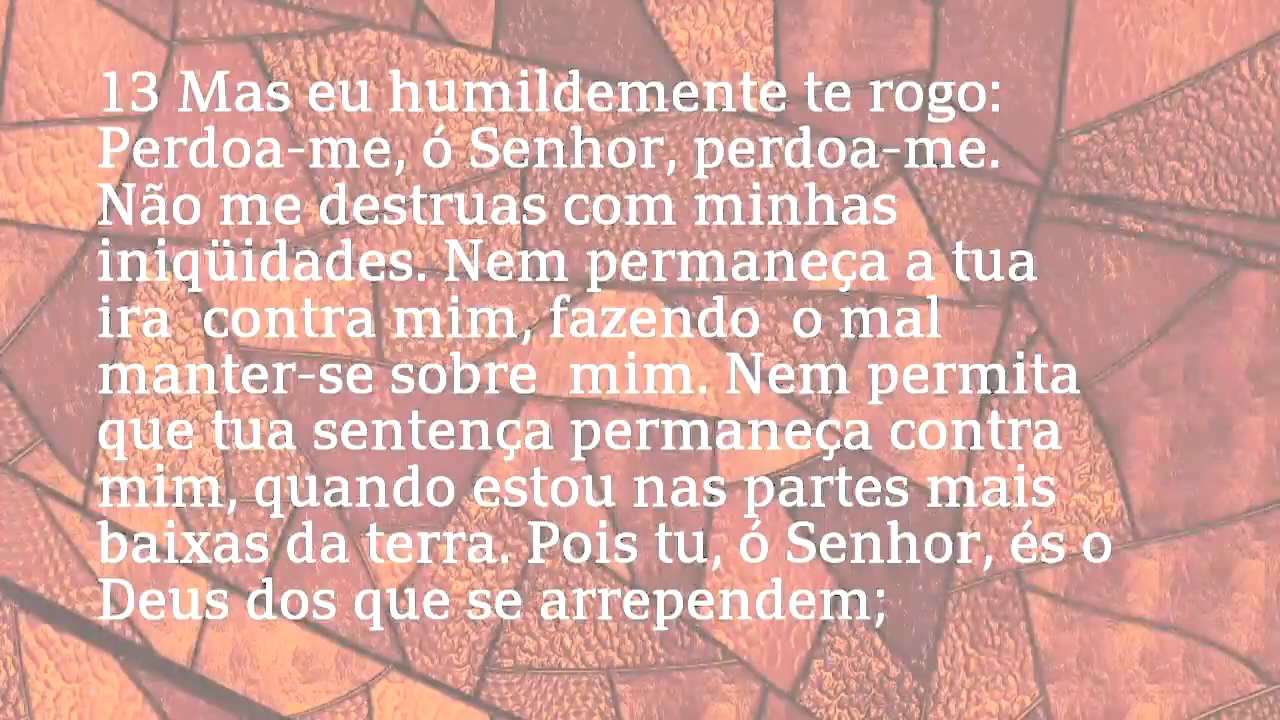 13 Mas eu humildemente te rogo:
Perdoa-me, ó Senhor, perdoa-me.
Não me destruas com minhas
iniqüidades. Nem permaneça a tua
ira contra mim, fazendo o mal
manter-se sobre mim. Nem permita
que tua sentença permaneça contra
mim, quando estou nas partes mais
baixas da terra. Pois tu, ó Senhor, és o
Deus dos que se arrependem;